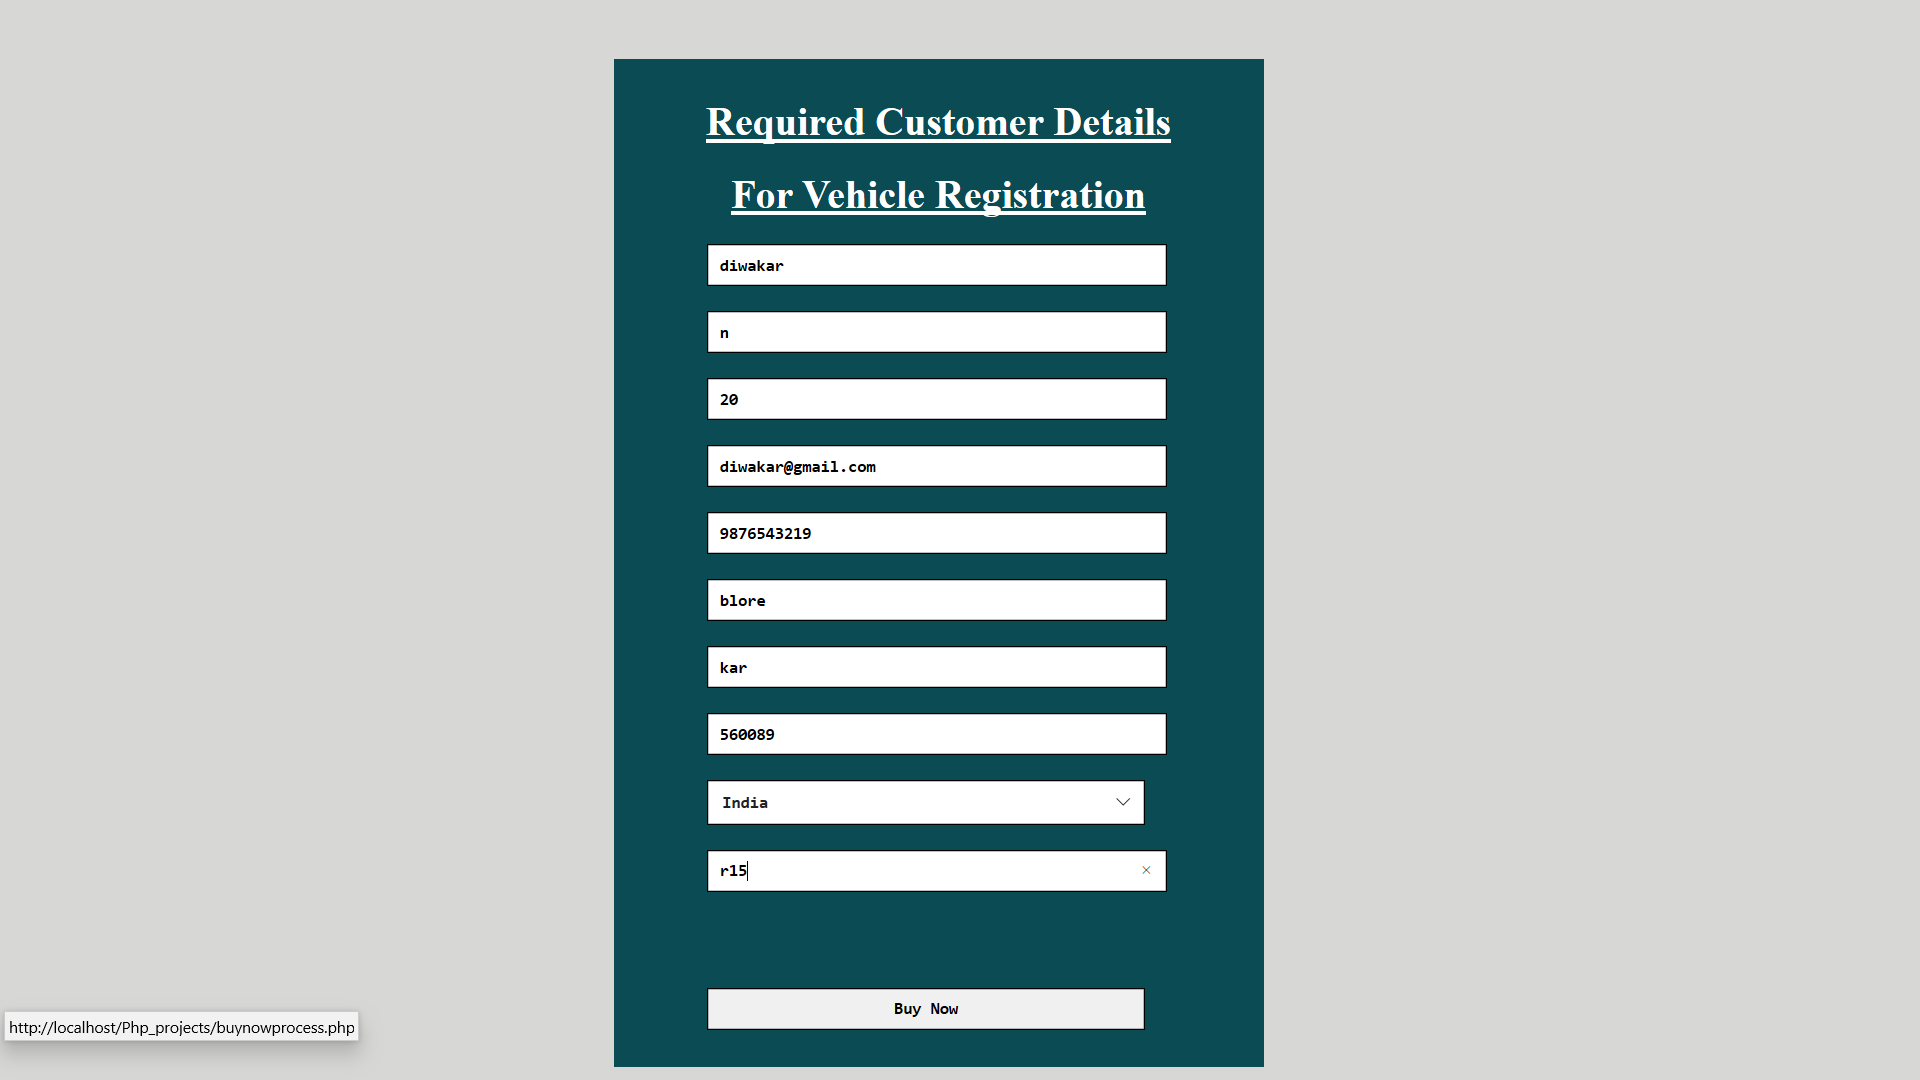 Required Customer Details
For Vehicle Registration
diwakar
n
20
diwakar@gmail.com
9876543219
blore
kar
560089
India
r15
Buy Now
http://localhost/Php_projects/buynowprocess.php